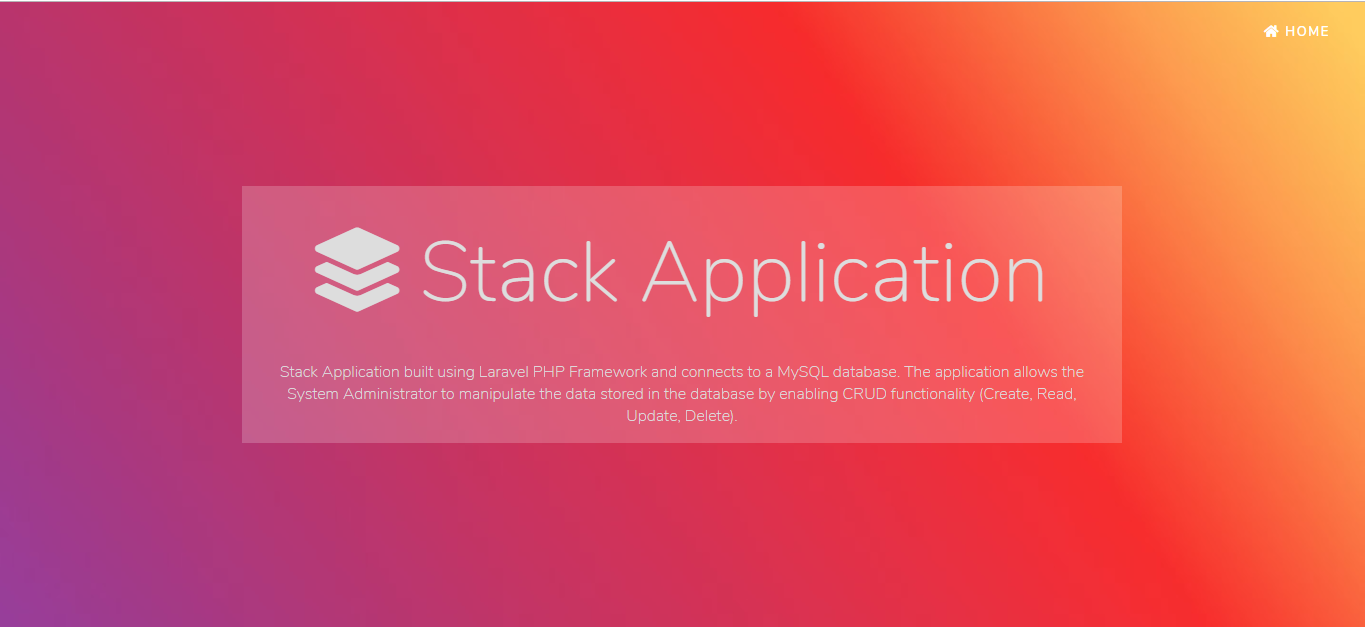 HOME
Stack Application
Stack Application built using Laravel PHP Framework and connects to a MySQL database. The application allows the
System Administrator to manipulate the data stored in the database by enabling CRUD functionality (Create, Read,
Update, Delete).